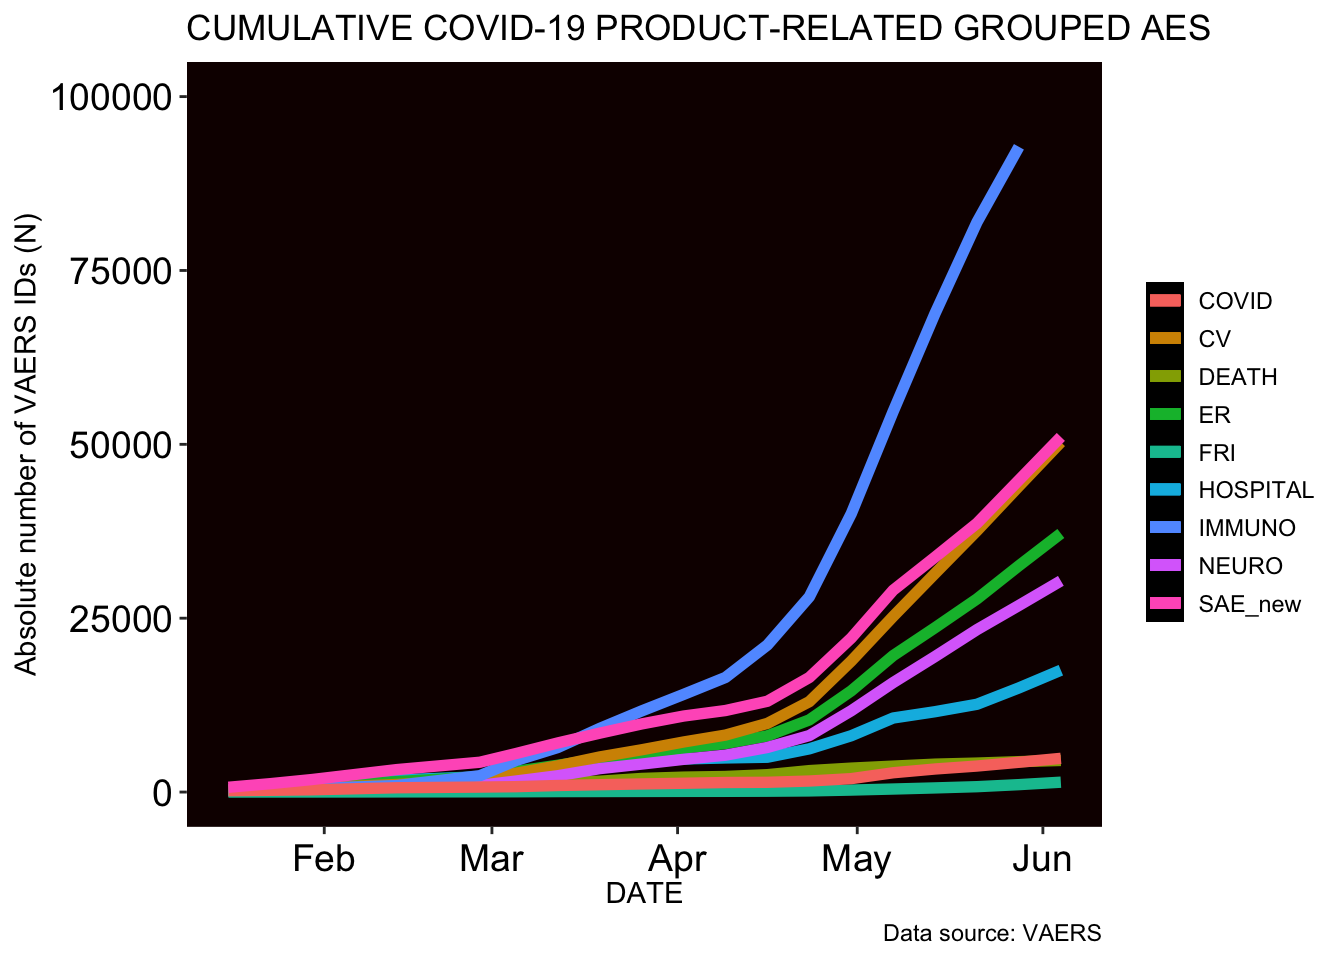 CUMULATIVE COVID-19 PRODUCT-RELATED GROUPED AES
Absolute number of VAERS IDs (N)
100000
75000
50000
25000
0
Feb Mar Apr May Jun
DATE
COVID
CV
DEATH
ER
FRI
HOSPITAL
IMMUNO
NEURO
SAE_new
Data source: VAERS